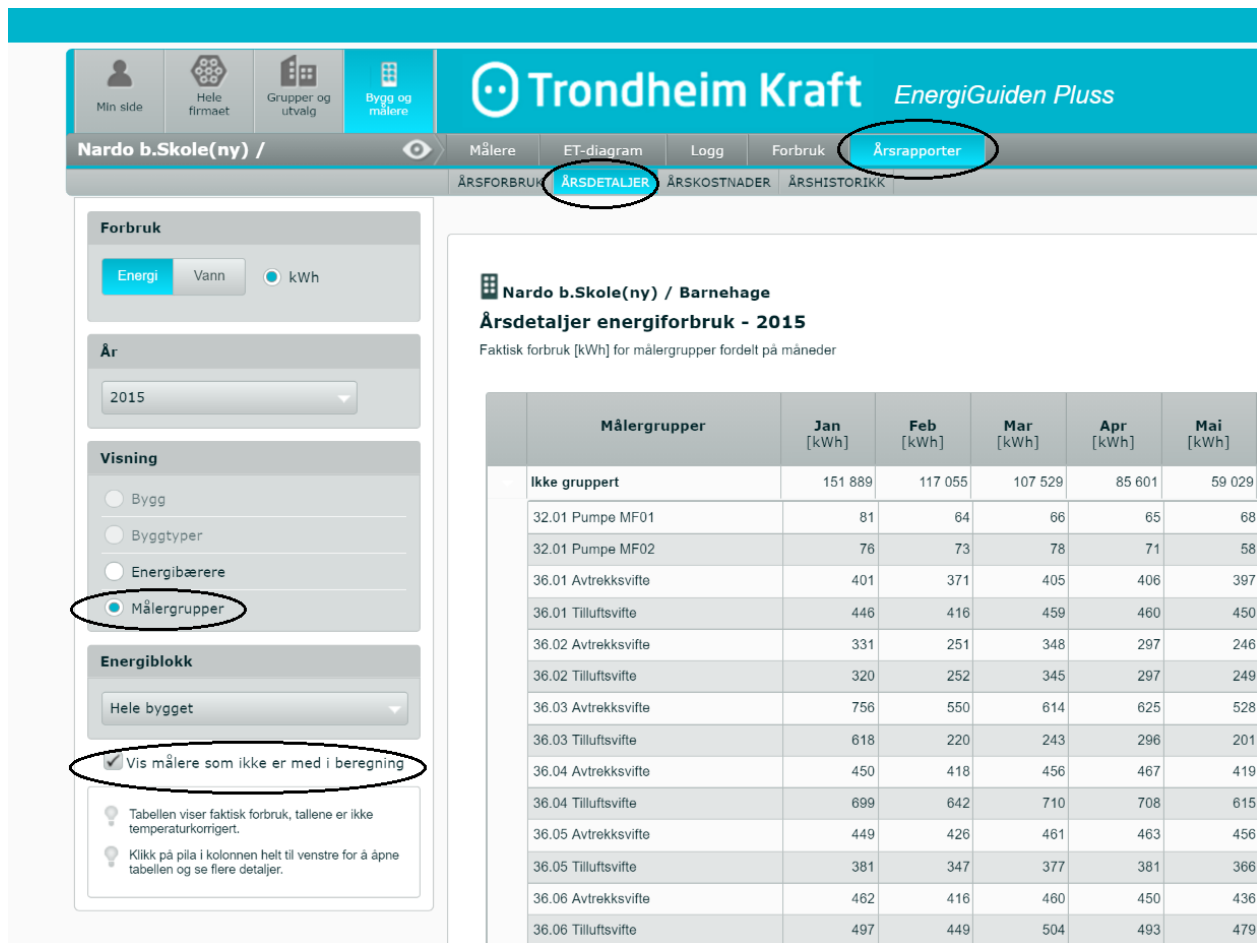 Min side
Hele firmaet
Grupper og utvalg
Bygg og målere
Trondheim Kraft EnergiGuiden Pluss
Nardo b.Skole(ny) /
Målere ET-diagram Logg Forbruk Årsrapporter
ÅRSFORBRUK ÅRSDETALJER ÅRSKOSTNADER ÅRSHISTORIKK
Forbruk
Energi Vann kWh
År
2015
Visning
Bygg
Byggtyper
Energibærere
Målergrupper
Energiblokk
Hele bygget
Vis målere som ikke er med i beregning
Tabellen viser faktisk forbruk, tallene er ikke
temperaturkorrigert.
Klikk på pila i kolonnen helt til venstre for å åpne
tabellen og se flere detaljer.
Nardo b.Skole(ny) / Barnehage
Årsdetaljer energiforbruk - 2015
Faktisk forbruk [kWh] for målergrupper fordelt på måneder
Målergrupper Jan Feb Mar Apr Mai
[kWh] [kWh] [kWh] [kWh] [kWh]
Ikke gruppert 151 889 117 055 107 529 85 601 59 029
32.01 Pumpe MF01 81 64 66 65 68
32.01 Pumpe MF02 76 73 78 71 58
36.01 Avtrekksvifte 401 371 405 406 397
36.01 Tilluftsvifte 446 416 459 460 450
36.02 Avtrekksvifte 331 251 348 297 246
36.02 Tilluftsvifte 320 252 345 297 249
36.03 Avtrekksvifte 756 550 614 625 528
36.03 Tilluftsvifte 618 220 243 296 201
36.04 Avtrekksvifte 450 418 456 467 419
36.04 Tilluftsvifte 699 642 710 708 615
36.05 Avtrekksvifte 449 426 461 463 456
36.05 Tilluftsvifte 381 347 377 381 366
36.06 Avtrekksvifte 462 416 460 450 436
36.06 Tilluftsvifte 497 449 504 493 479